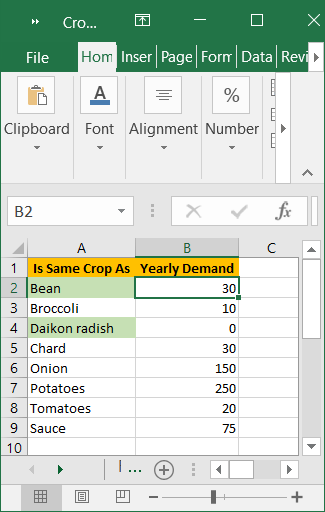 Cro...
File Hom Inser Page Form Data Revi
A %
Clipboard Font Alignment Number
B2 fx
A B C
1 Is Same Crop As Yearly Demand
2 Bean 30
3 Broccoli 10
4 Daikon radish 0
5 Chard 30
6 Onion 150
7 Potatoes 250
8 Tomatoes 20
9 Sauce 75
10
...